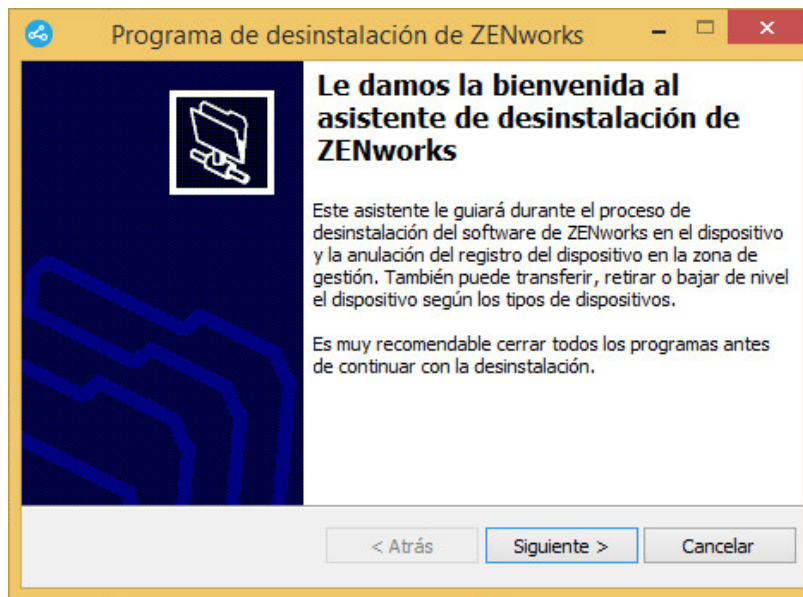 Programa de desinstalación de ZENworks
Le damos la bienvenida al
asistente de desinstalación de
ZENworks
Este asistente le guiará durante el proceso de
desinstalación del software de ZENworks en el dispositivo
y la anulación del registro del dispositivo en la zona de
gestión. También puede transferir, retirar o bajar de nivel
el dispositivo según los tipos de dispositivos.
Es muy recomendable cerrar todos los programas antes
de continuar con la desinstalación.
< Atrás Siguiente > Cancelar